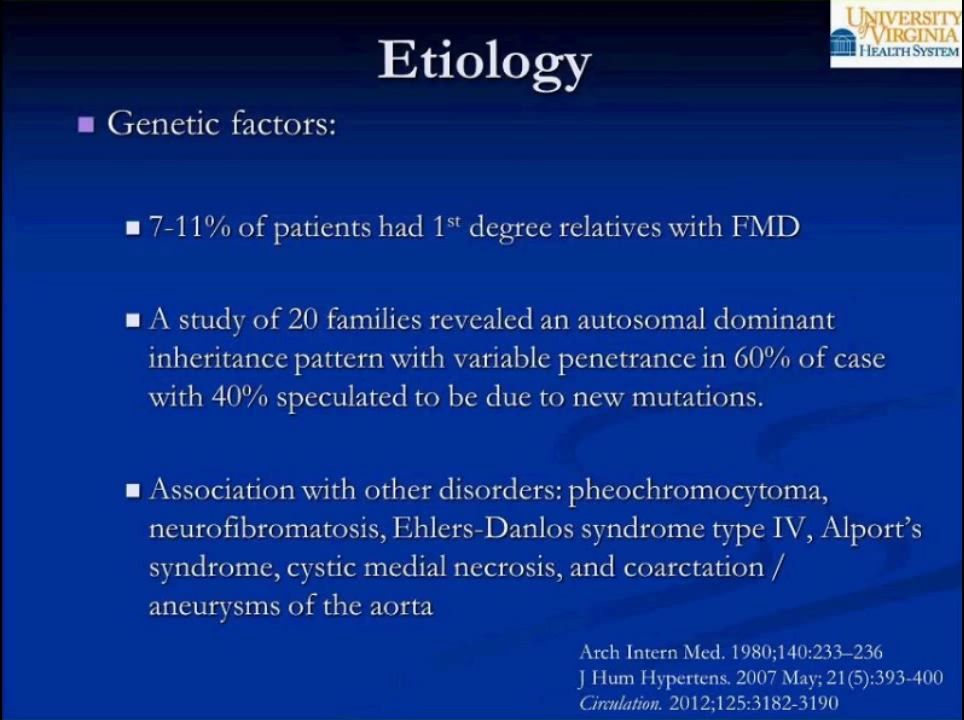 UNIVERSITY
of VIRGINIA
HEALTH SYSTEM
Etiology
Genetic factors:
7-11% of patients had 1st degree relatives with FMD
A study of 20 families revealed an autosomal dominant
inheritance pattern with variable penetrance in 60% of case
with 40% speculated to be due to new mutations.
Association with other disorders: pheochromocytoma,
neurofibromatosis, Ehlers-Danlos syndrome type IV, Alport's
syndrome, cystic medial necrosis, and coarctation /
aneurysms of the aorta
Arch Intern Med. 1980;140:233–236
J Hum Hypertens. 2007 May; 21(5):393-400
Circulation. 2012;125:3182-3190